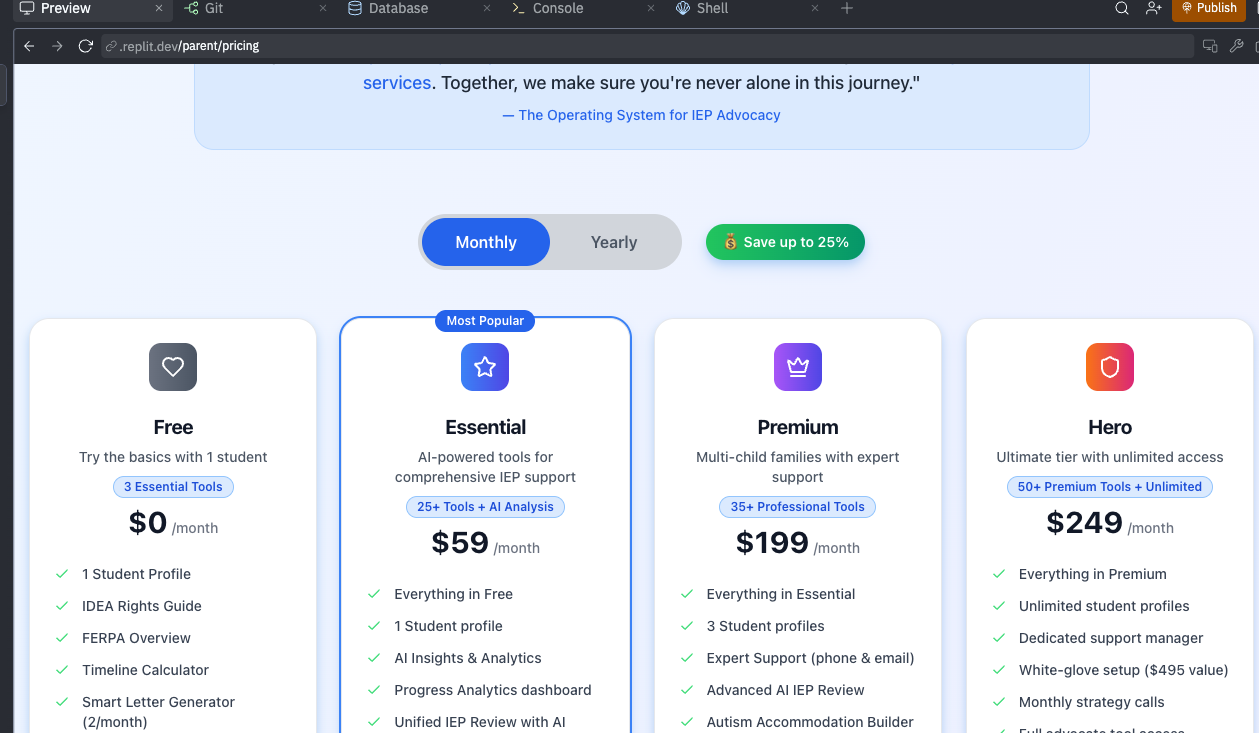 Preview
Git
Database
Console
Shell
Publish
.replit.dev/parent/pricing
services. Together, we make sure you're never alone in this journey."
— The Operating System for IEP Advocacy
Monthly
Yearly
💰 Save up to 25%
Free
Try the basics with 1 student
3 Essential Tools
$0 /month
1 Student Profile
IDEA Rights Guide
FERPA Overview
Timeline Calculator
Smart Letter Generator
(2/month)
Most Popular
Essential
AI-powered tools for
comprehensive IEP support
25+ Tools + AI Analysis
$59 /month
Everything in Free
1 Student profile
AI Insights & Analytics
Progress Analytics dashboard
Unified IEP Review with AI
Premium
Multi-child families with expert
support
35+ Professional Tools
$199 /month
Everything in Essential
3 Student profiles
Expert Support (phone & email)
Advanced AI IEP Review
Autism Accommodation Builder
Hero
Ultimate tier with unlimited access
50+ Premium Tools + Unlimited
$249 /month
Everything in Premium
Unlimited student profiles
Dedicated support manager
White-glove setup ($495 value)
Monthly strategy calls
Full advocate tool access